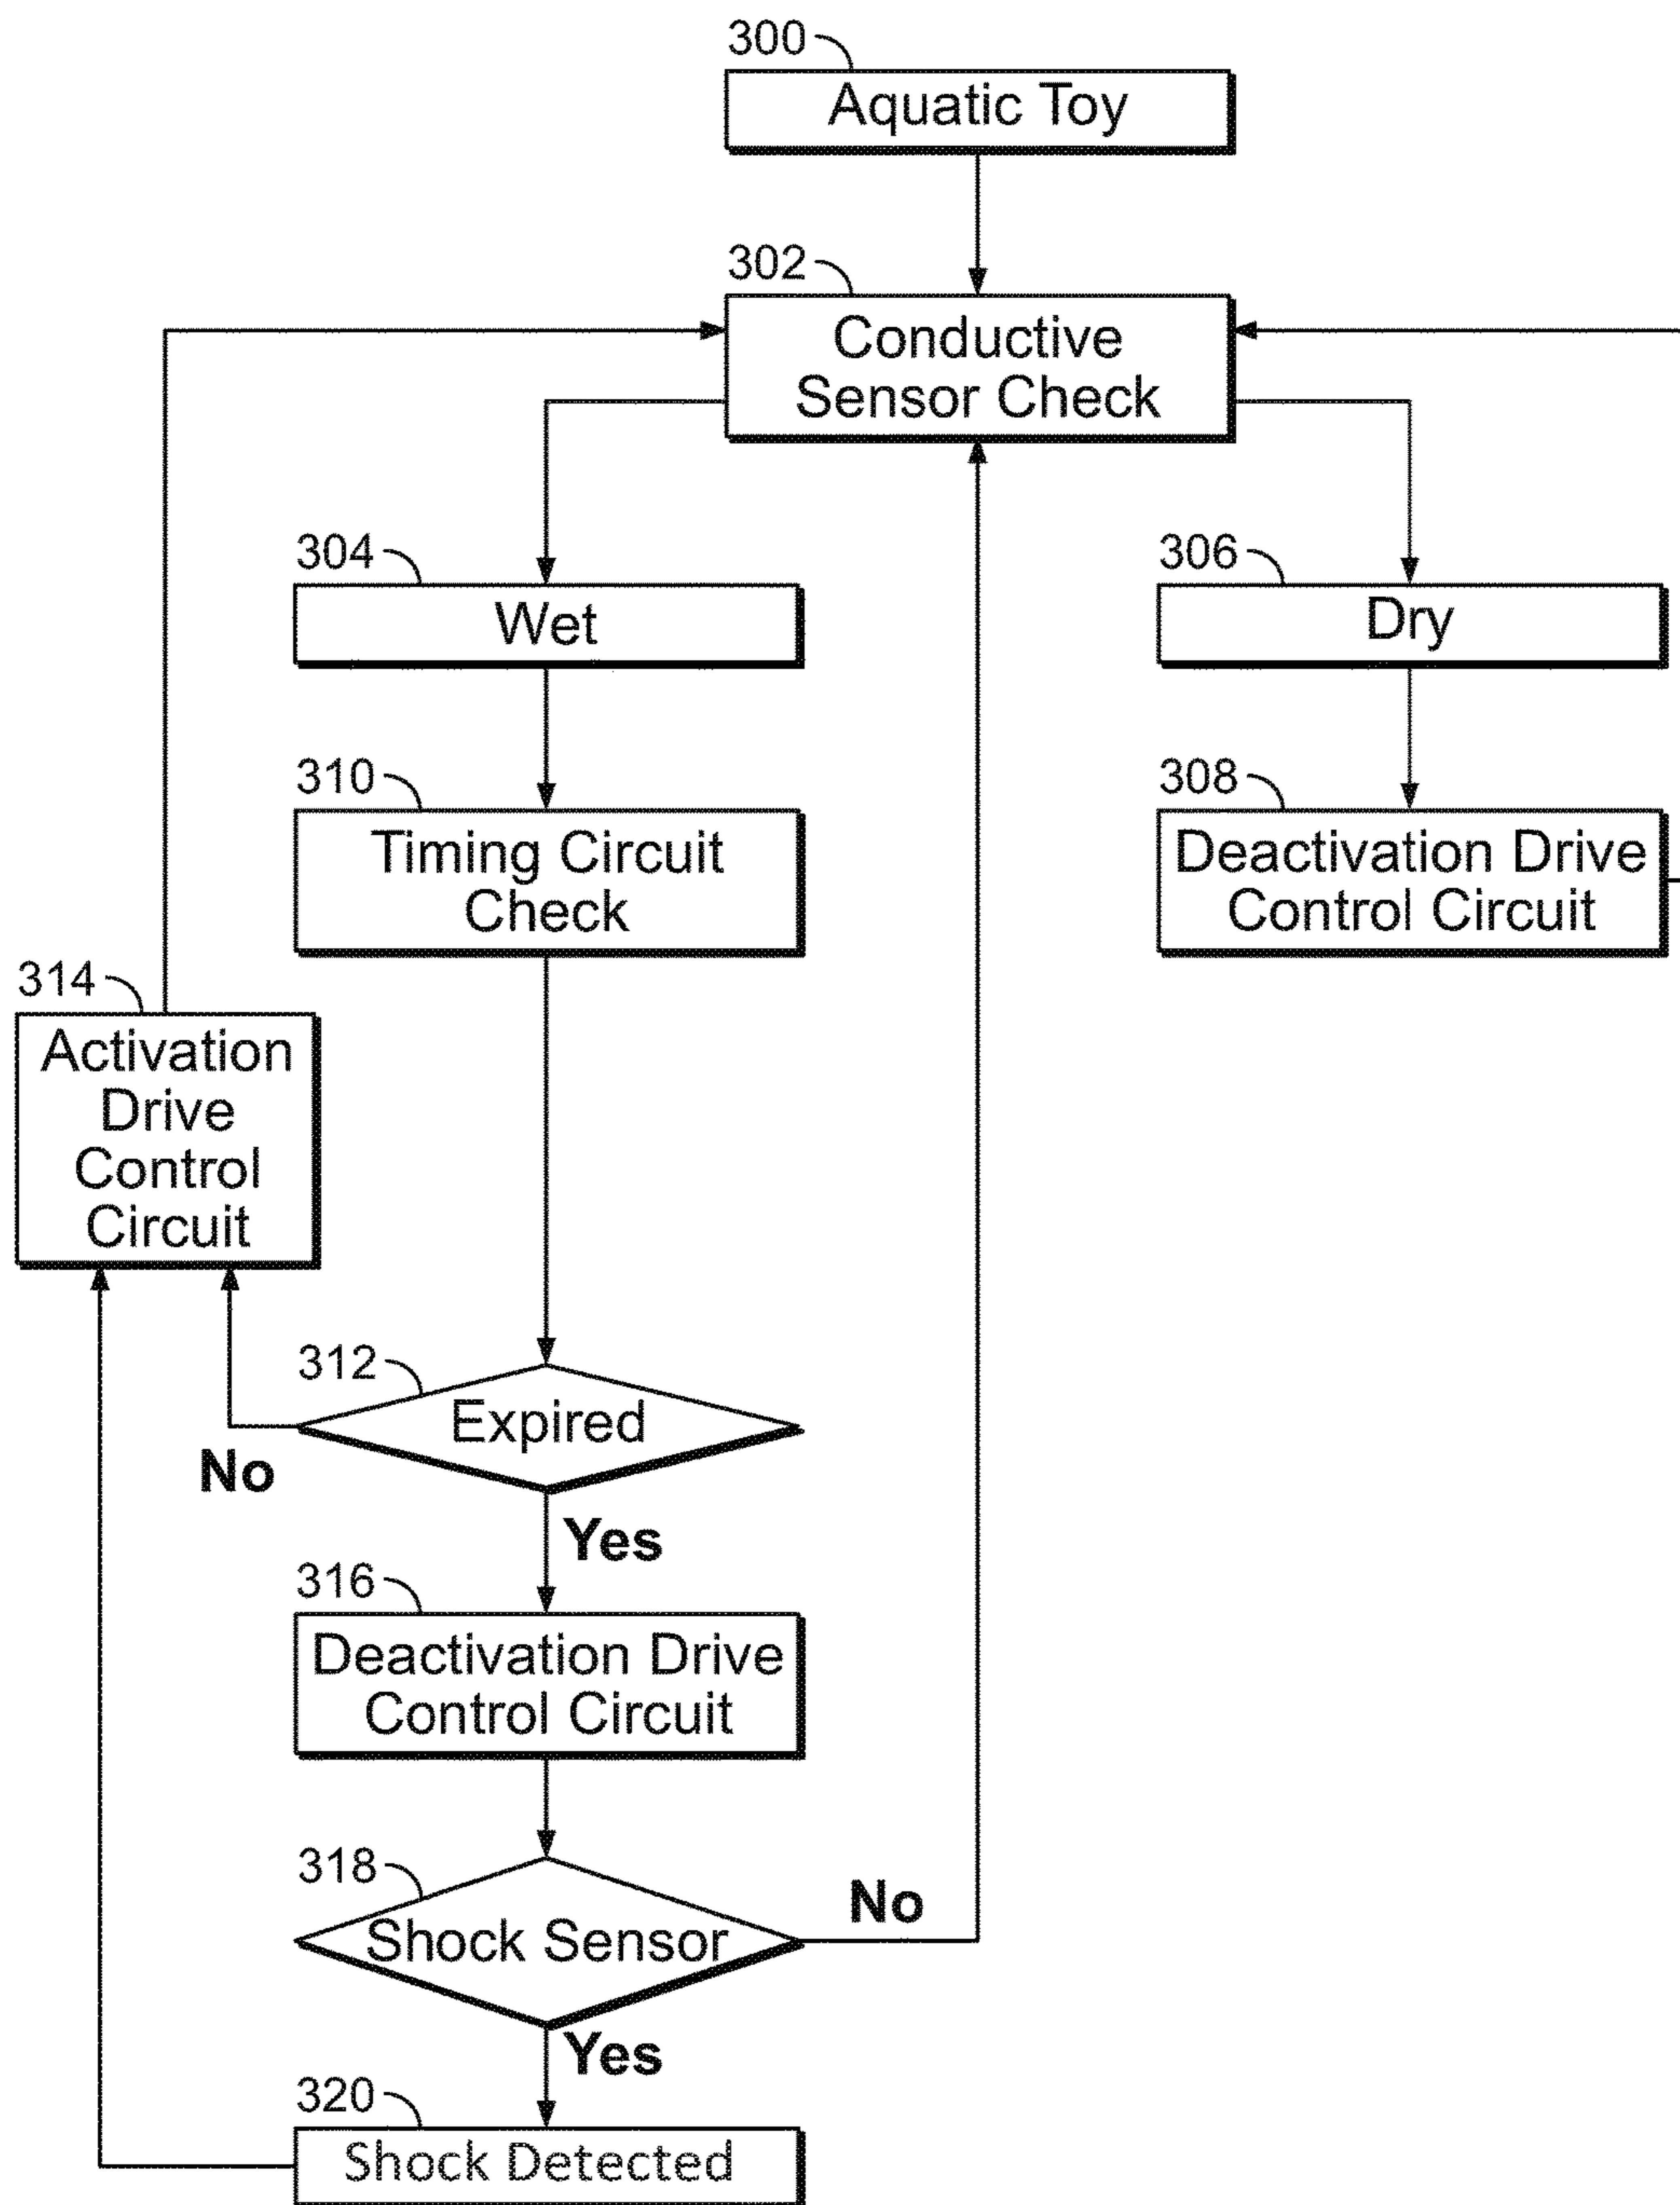 300
Aquatic Toy
302
Conductive
Sensor Check
304
Wet
306
Dry
310
Timing Circuit
Check
308
Deactivation Drive
Control Circuit
314
Activation
Drive
Control
Circuit
312
Expired
No
Yes
316
Deactivation Drive
Control Circuit
318
Shock Sensor
No
Yes
320
Shock Detected